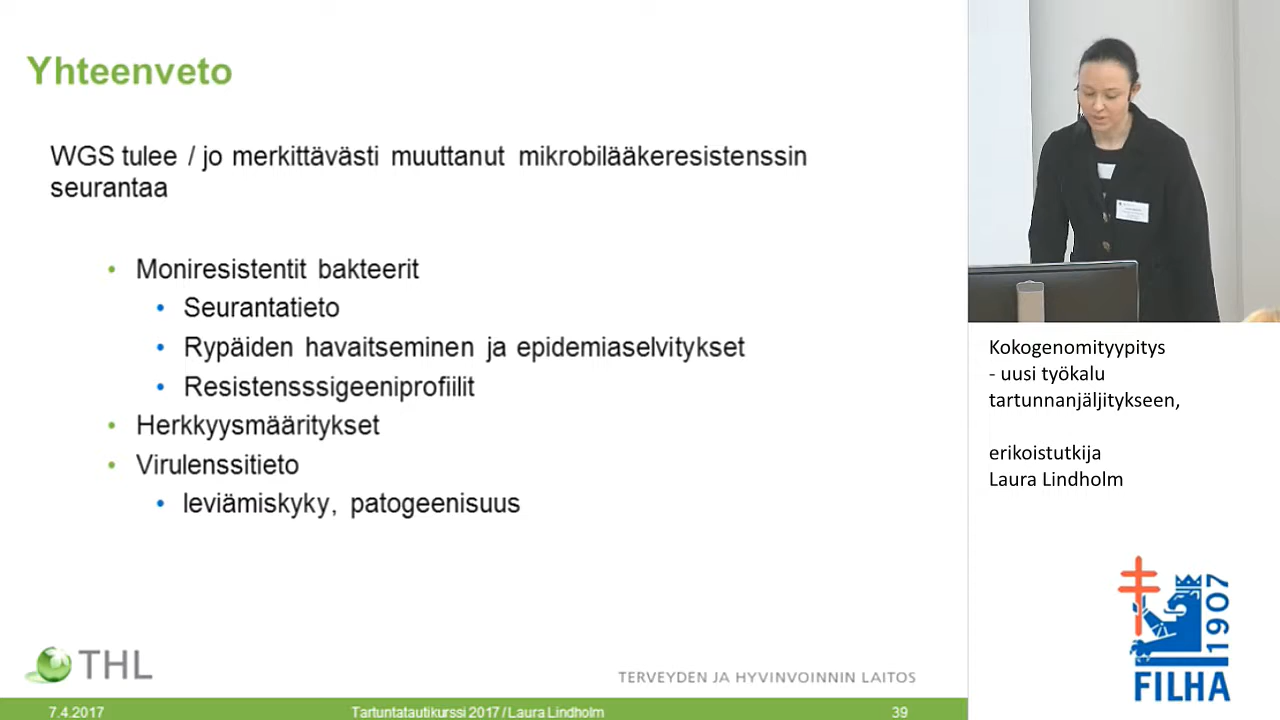 Yhteenveto
WGS tulee / jo merkittävästi muuttanut mikrobilääkeresistenssin
seurantaa
• Moniresistentit bakteerit
• Seurantatieto
• Rypäiden havaitseminen ja epidemiaselvitykset
• Resistensssigeeniprofiilit
• Herkkyysmääritykset
• Virulenssitieto
• leviämiskyky, patogeenisuus
THL
TERVEYDEN JA HYVINVOINNIN LAITOS
7.4.2017
Tartuntatautikurssi 2017 / Laura Lindholm
39
Kokogenomityypitys
- uusi työkalu
tartunnanjäljitykseen,
erikoistutkija
Laura Lindholm
1907
FILHA